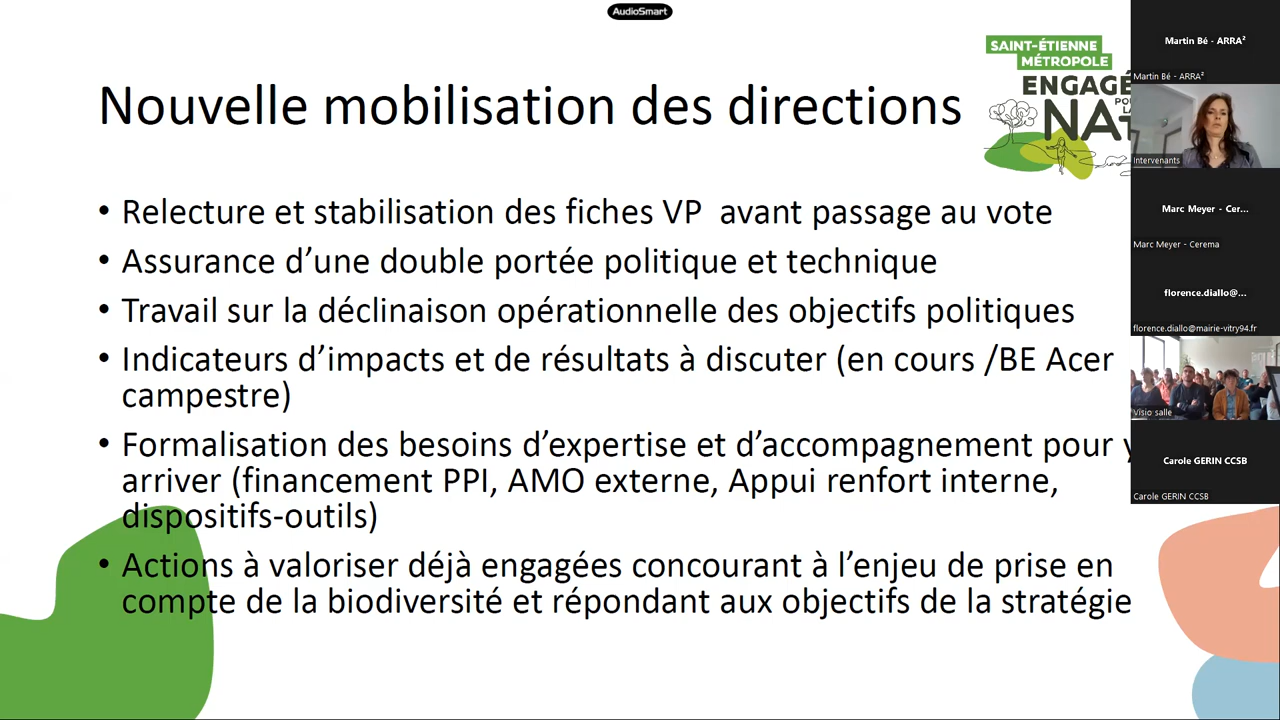 AudioSmart
SAINT-ÉTIENNE
MÉTROPOLE
ENGAGÉ
Nouvelle mobilisation des directions
• Relecture et stabilisation des fiches VP  avant passage au vote
• Assurance d’une double portée politique et technique
• Travail sur la déclinaison opérationnelle des objectifs politiques
• Indicateurs d’impacts et de résultats à discuter (en cours /BE Acer
campestre)
• Formalisation des besoins d’expertise et d’accompagnement pour y
arriver (financement PPI, AMO externe, Appui renfort interne,
dispositifs-outils)
• Actions à valoriser déjà engagées concourant à l’enjeu de prise en
compte de la biodiversité et répondant aux objectifs de la stratégie
Martin Bé - ARRA²
Martin Bé - ARRA²
Intervenants
Marc Meyer - Cer...
Marc Meyer - Cerema
florence.diallo@...
florence.diallo@mairie-vitry94.fr
Visio salle
Carole GERIN CCSB
Carole GERIN CCSB